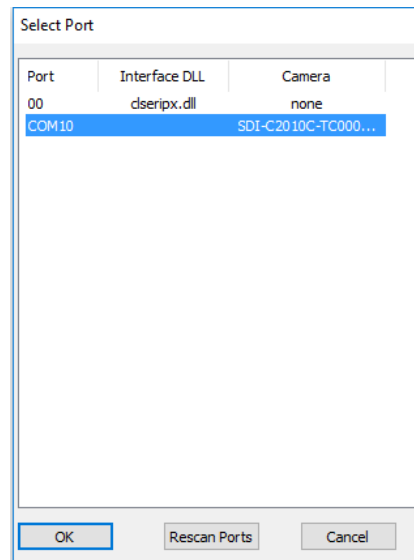 Select Port
Port Interface DLL Camera
00 clseripx.dll none
COM10 SDI-C2010C-TC000...
OK Rescan Ports Cancel